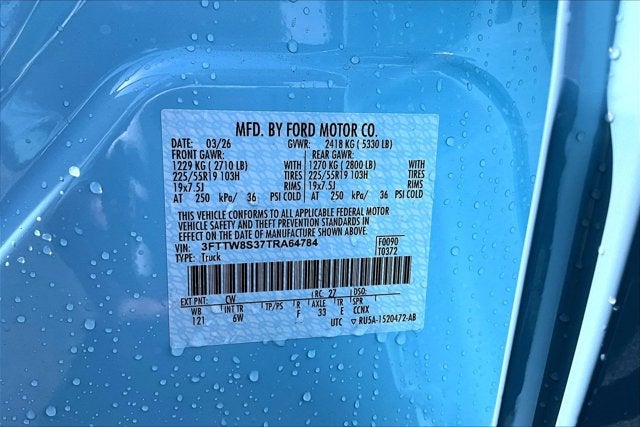 MFD. BY FORD MOTOR CO.
DATE: 03/26 GVWR: 2418 KG ( 5330 LB)
FRONT GAWR: REAR GAWR:
1229 KG ( 2710 LB) WITH 1270 KG ( 2800 LB) WITH
225/55R19 103H TIRES 225/55R19 103H TIRES
19x7.5J RIMS 19x7.5J RIMS
AT 250 kPa/ 36 PSI COLD AT 250 kPa/ 36 PSI COLD
THIS VEHICLE CONFORMS TO ALL APPLICABLE FEDERAL MOTOR
VEHICLE SAFETY AND THEFT PREVENTION STANDARDS IN
EFFECT ON THE DATE OF MANUFACTURE SHOWN ABOVE.
VIN: 3FTTW8S37TRA64784 F0090
TYPE: Truck T0372
EXT PNT: CW RC: 27 DSO:
WB INT TR TP/PS R AXLE TR SPR
121 6W F 33 E CCNX
UTC RU5A-1520472-AB